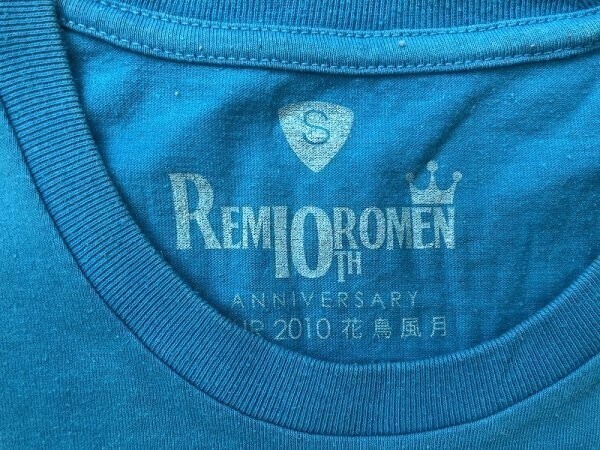 S
REMIOROMEN
10TH
ANNIVERSARY
2010 花鳥風月